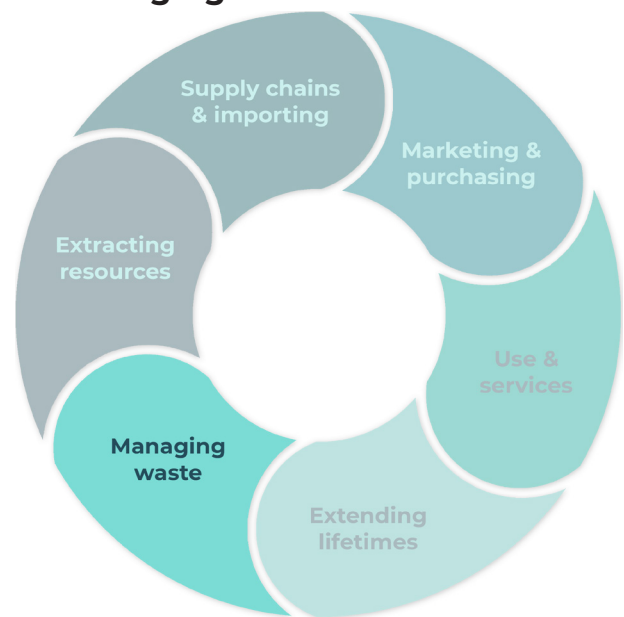 Supply chains
& importing
Marketing &
purchasing
Extracting
resources
Use &
services
Managing
waste
Extending
lifetimes